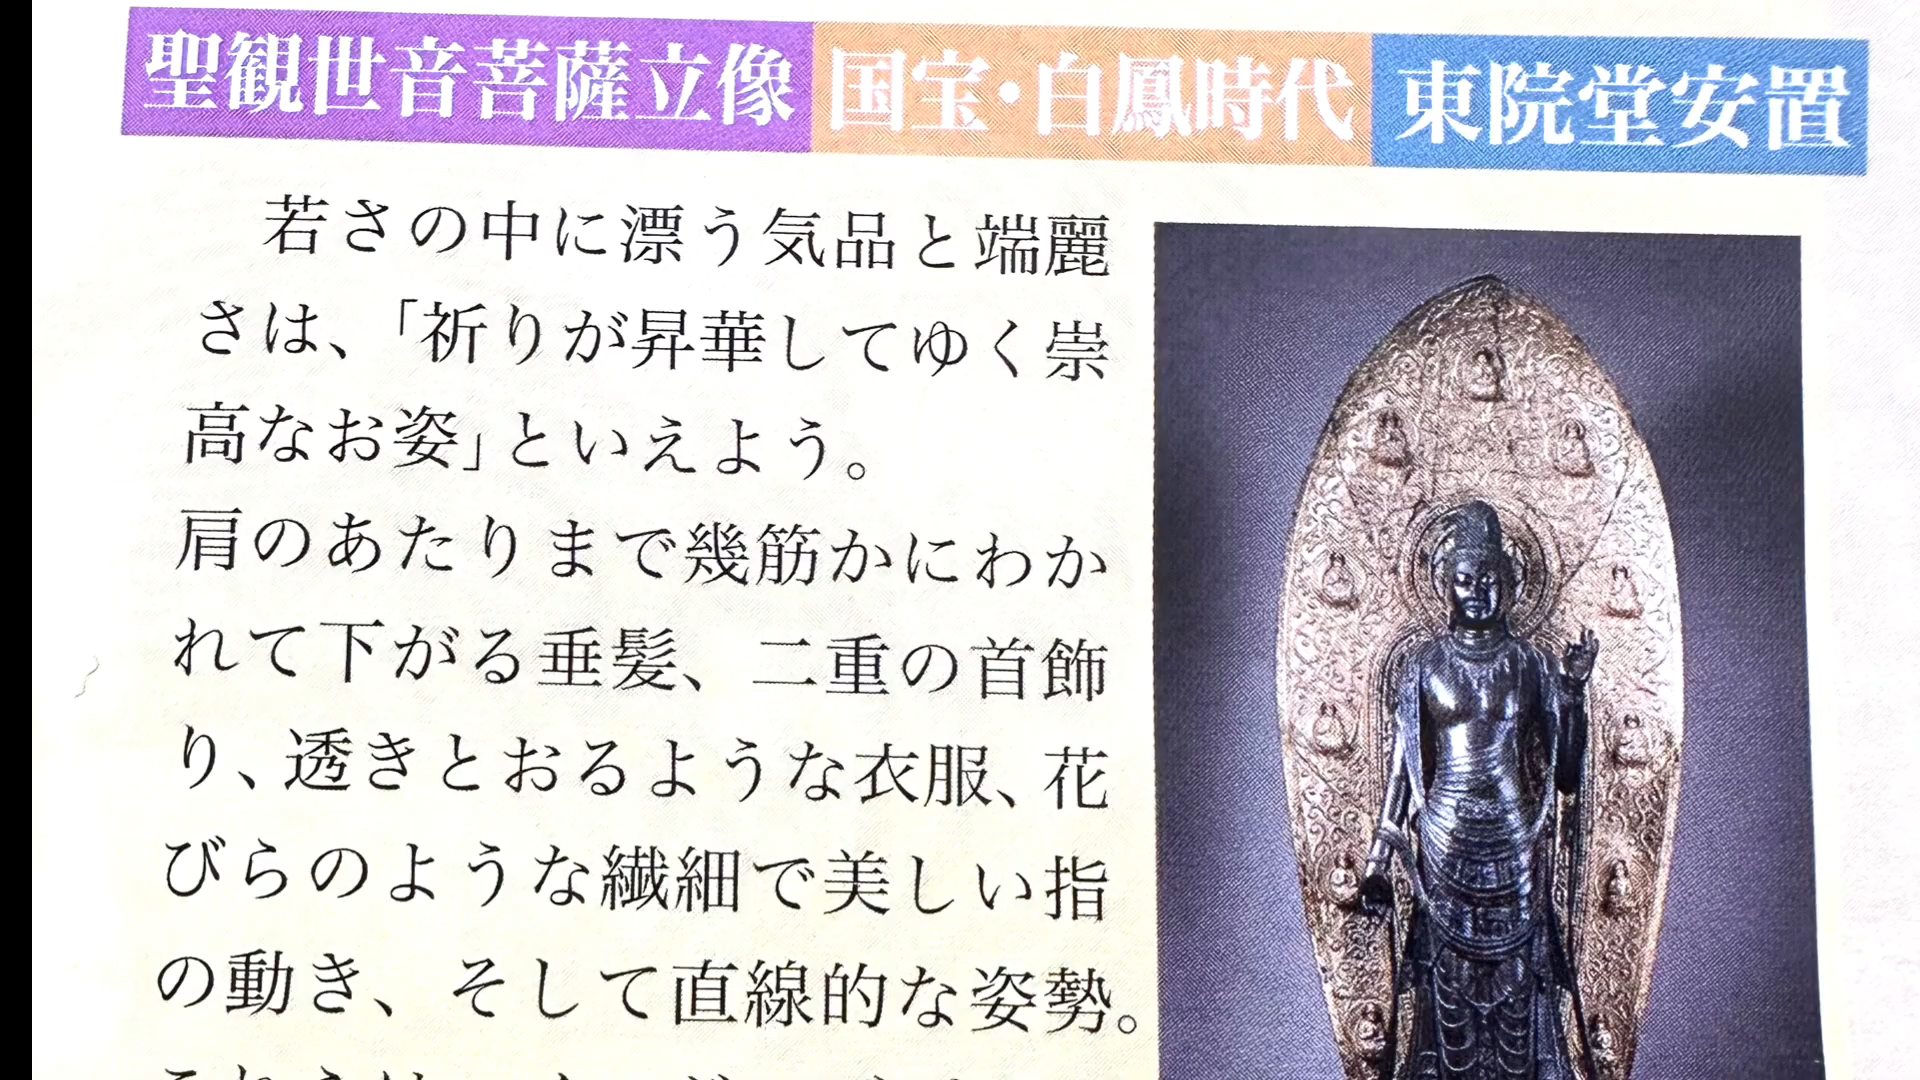 聖観世音菩薩立像 国宝・白鳳時代 東院堂安置
若さの中に漂う気品と端麗
さは、「祈りが昇華してゆく崇
高なお姿」といえよう。
肩のあたりまで幾筋かにわか
れて下がる垂髪、二重の首飾
り、透きとおるような衣服、花
びらのような繊細で美しい指
の動き、そして直線的な姿勢。